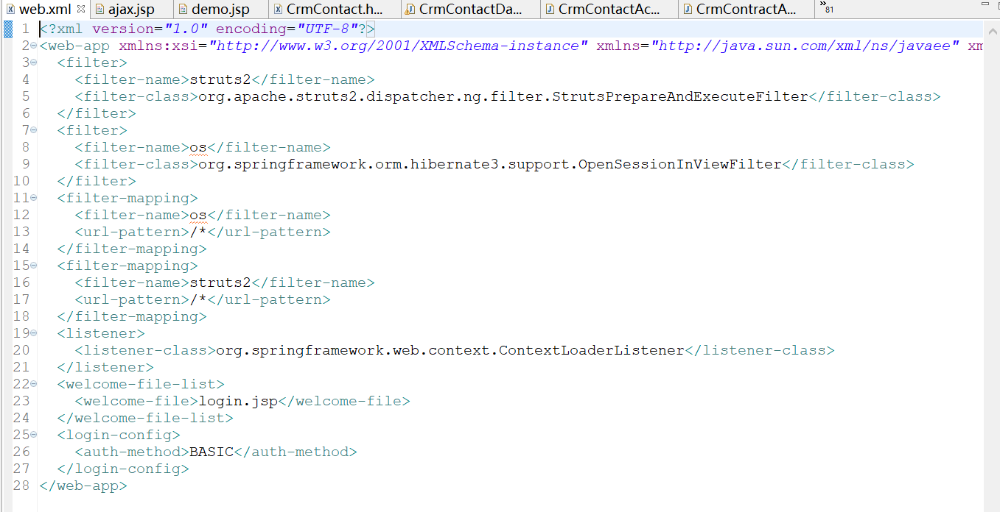 web.xml ajax.jsp demo.jsp CrmContact.h... CrmContactDa... CrmContactAc... CrmContractA... »81
1 <?xml version="1.0" encoding="UTF-8"?>
2 <web-app xmlns:xsi="http://www.w3.org/2001/XMLSchema-instance" xmlns="http://java.sun.com/xml/ns/javaee" xm
3 <filter>
4 <filter-name>struts2</filter-name>
5 <filter-class>org.apache.struts2.dispatcher.ng.filter.StrutsPrepareAndExecuteFilter</filter-class>
6 </filter>
7 <filter>
8 <filter-name>os</filter-name>
9 <filter-class>org.springframework.orm.hibernate3.support.OpenSessionInViewFilter</filter-class>
10 </filter>
11 <filter-mapping>
12 <filter-name>os</filter-name>
13 <url-pattern>/*</url-pattern>
14 </filter-mapping>
15 <filter-mapping>
16 <filter-name>struts2</filter-name>
17 <url-pattern>/*</url-pattern>
18 </filter-mapping>
19 <listener>
20 <listener-class>org.springframework.web.context.ContextLoaderListener</listener-class>
21 </listener>
22 <welcome-file-list>
23 <welcome-file>login.jsp</welcome-file>
24 </welcome-file-list>
25 <login-config>
26 <auth-method>BASIC</auth-method>
27 </login-config>
28 </web-app>